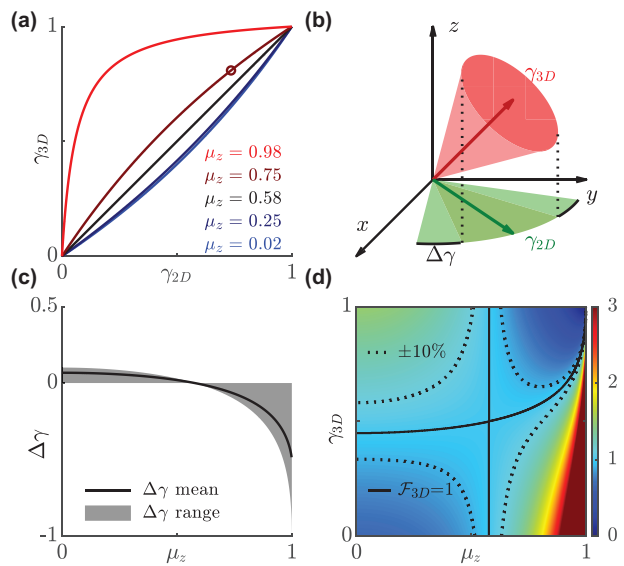 (a)
1
γ3D
μz = 0.98
μz = 0.75
μz = 0.58
μz = 0.25
μz = 0.02
0
0
γ2D
1
(b)
z
γ3D
y
x
γ2D
Δγ
(c)
0.5
0
Δγ
Δγ mean
Δγ range
-1
0
μz
1
(d)
1
±10%
γ3D
F3D=1
0
0
μz
1
3
2
1
0